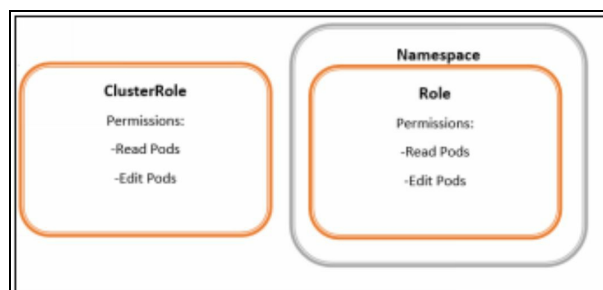 ClusterRole
Permissions:
-Read Pods
-Edit Pods
Namespace
Role
Permissions:
-Read Pods
-Edit Pods